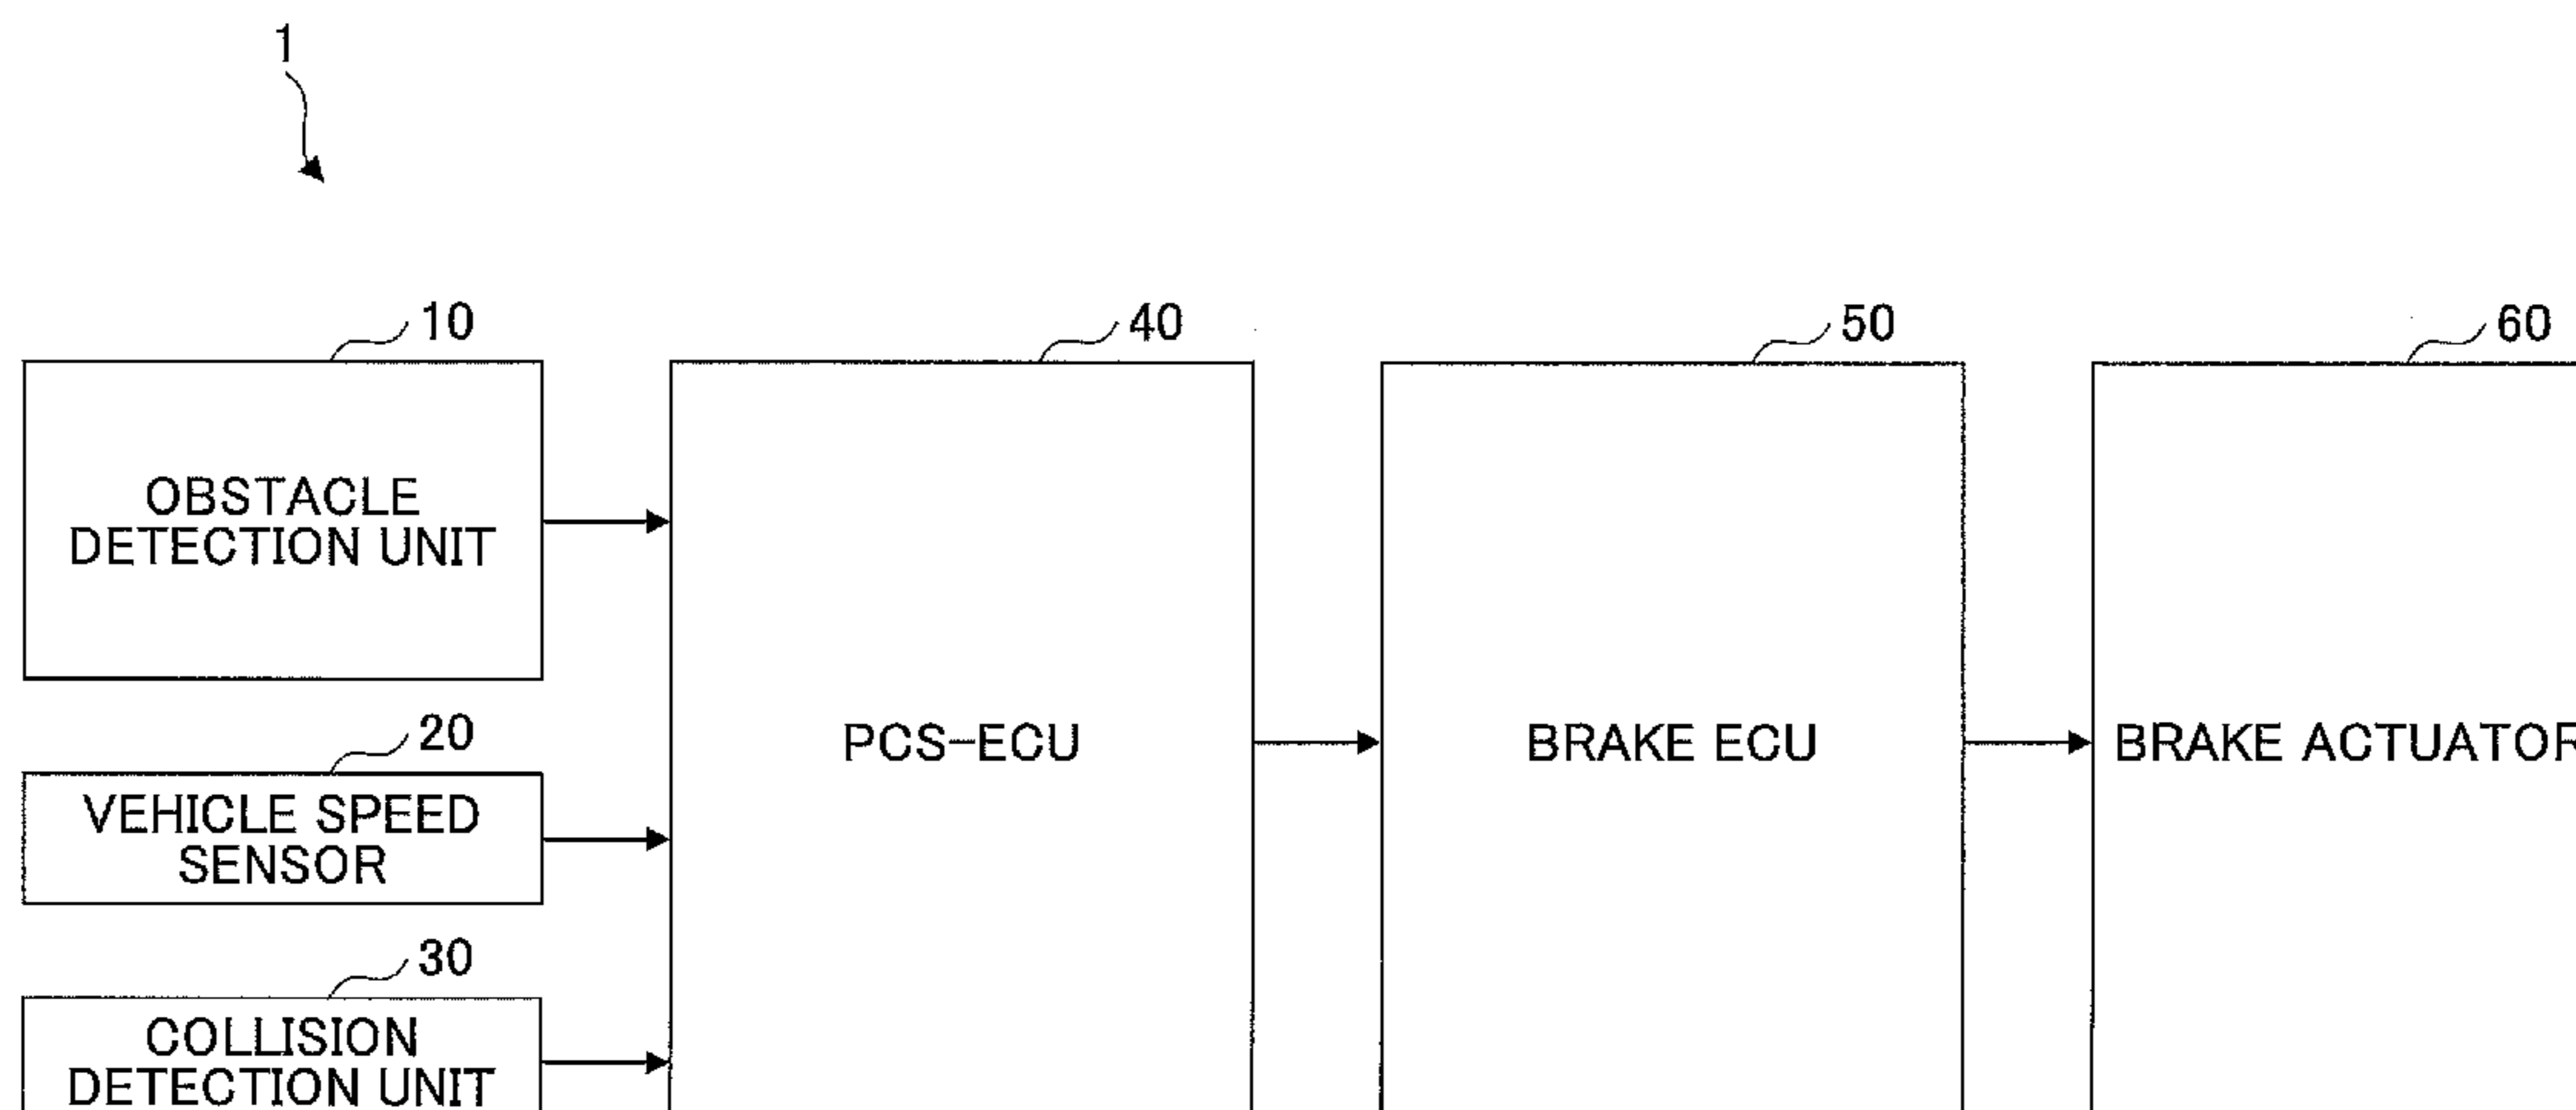 1
10
40
50
60
OBSTACLE
DETECTION UNIT
20
PCS-ECU
BRAKE ECU
BRAKE ACTUATOR
VEHICLE SPEED
SENSOR
30
COLLISION
DETECTION UNIT